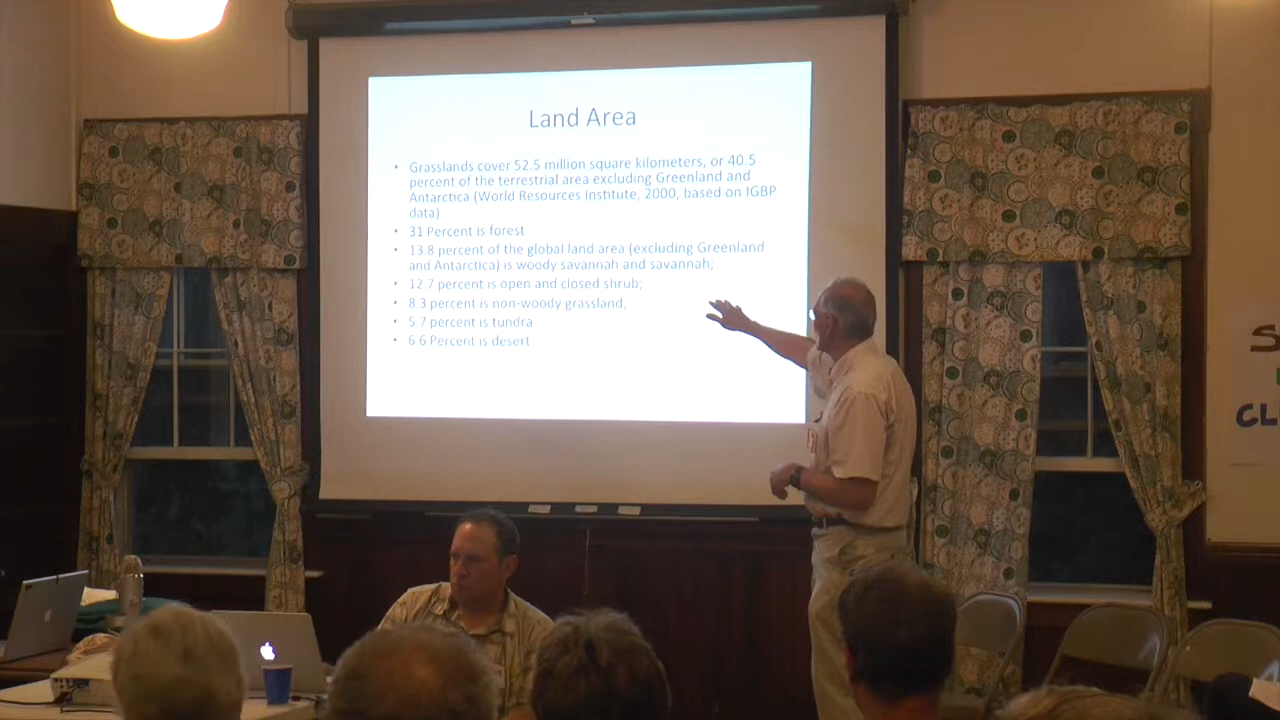 Land Area
• Grasslands cover 52.5 million square kilometers, or 40.5
percent of the terrestrial area excluding Greenland and
Antarctica (World Resources Institute, 2000, based on IGBP
data).
• 31 Percent is forest
• 13.8 percent of the global land area (excluding Greenland
and Antarctica) is woody savannah and savannah;
• 12.7 percent is open and closed shrub;
• 8.3 percent is non-woody grassland,
• 5.7 percent is tundra
• 6.6 Percent is desert
S
CL